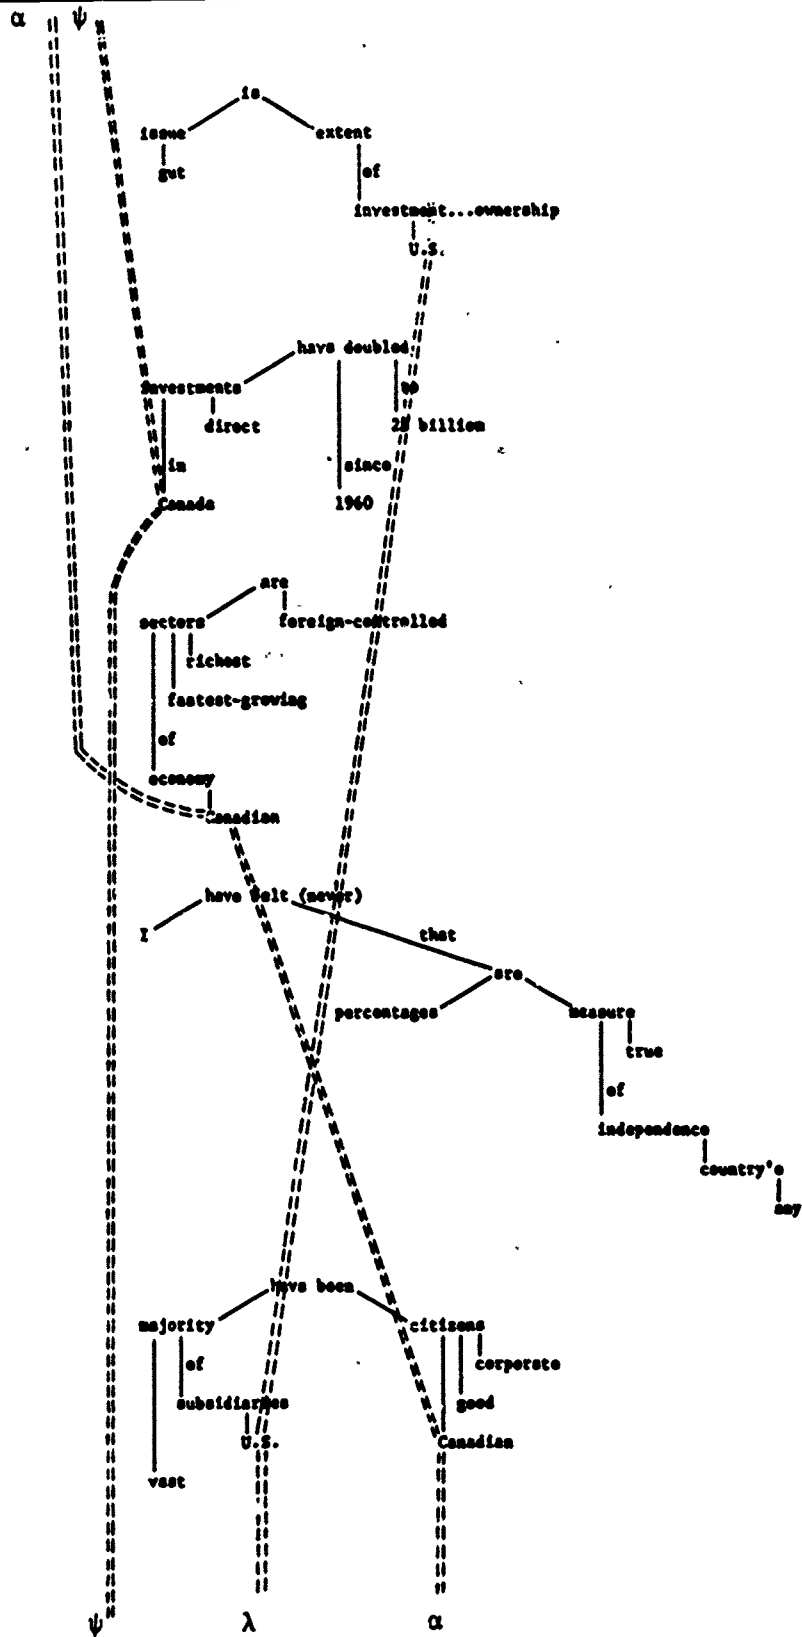 α ψ
is
issue extent
gut of
investment...ownership
U.S.
have doubled
investments to
direct billion
in since
Canada 1960
are
sectors foreign-controlled
richest
fastest-growing
of
economy
Canadian
have felt (never)
I that
are
percentages measure
true
of
independence
country's
any
have been
majority citizens
of corporate
subsidiaries good
U.S. Canadian
vast
ψ λ α